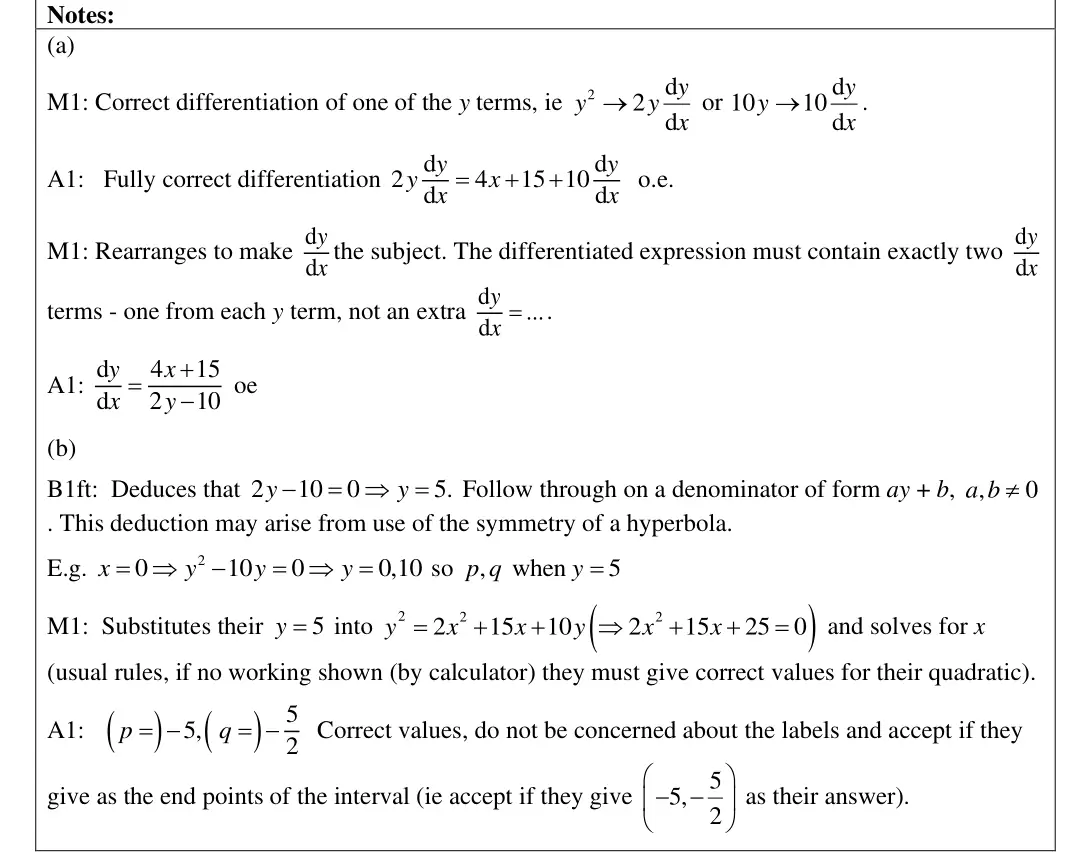 Notes:
(a)
M1: Correct differentiation of one of the y terms, ie y² → 2y dy/dx or 10y → 10 dy/dx .
A1: Fully correct differentiation 2y dy/dx = 4x + 15 + 10 dy/dx o.e.
M1: Rearranges to make dy/dx the subject. The differentiated expression must contain exactly two dy/dx
terms - one from each y term, not an extra dy/dx = ... .
A1: dy/dx = (4x + 15)/(2y − 10) oe
(b)
B1ft: Deduces that 2y − 10 = 0 ⇒ y = 5. Follow through on a denominator of form ay + b, a, b ≠ 0
. This deduction may arise from use of the symmetry of a hyperbola.
E.g. x = 0 ⇒ y² − 10y = 0 ⇒ y = 0,10 so p, q when y = 5
M1: Substitutes their y = 5 into y² = 2x² + 15x + 10y (⇒ 2x² + 15x + 25 = 0) and solves for x
(usual rules, if no working shown (by calculator) they must give correct values for their quadratic).
A1: (p =) −5, (q =) − 5/2 Correct values, do not be concerned about the labels and accept if they
give as the end points of the interval (ie accept if they give (−5, − 5/2) as their answer).